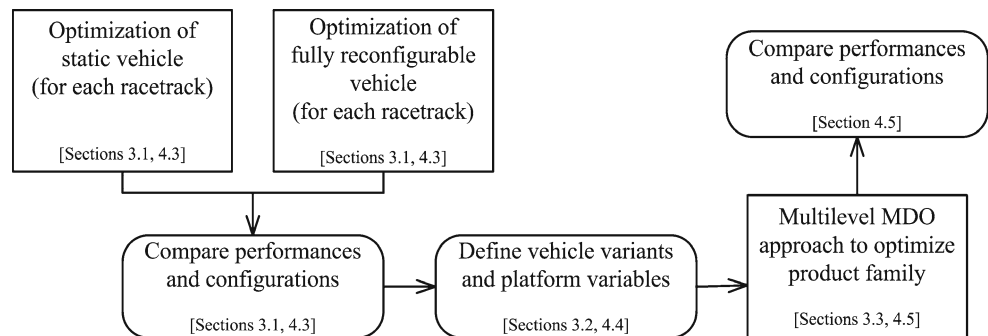 Optimization of
static vehicle
(for each racetrack)
[Sections 3.1, 4.3]
Optimization of
fully reconfigurable
vehicle
(for each racetrack)
[Sections 3.1, 4.3]
Compare performances
and configurations
[Sections 3.1, 4.3]
Define vehicle variants
and platform variables
[Sections 3.2, 4.4]
Multilevel MDO
approach to optimize
product family
[Sections 3.3, 4.5]
Compare performances
and configurations
[Section 4.5]